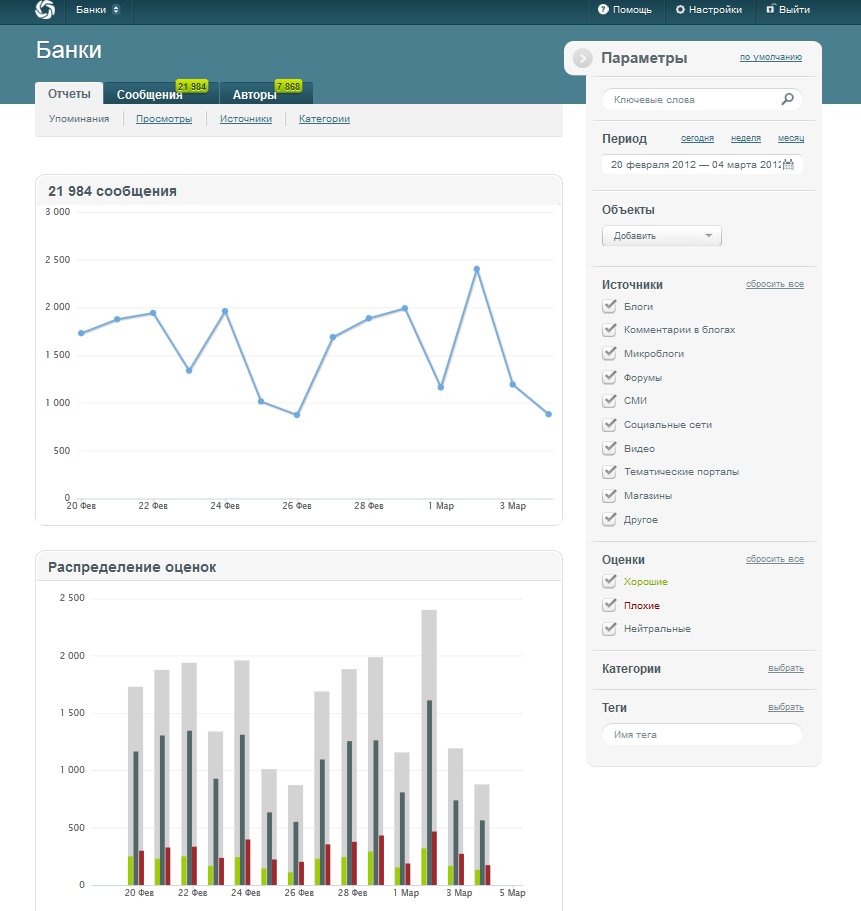 Банки Помощь Настройки Выйти
Банки
Отчеты Сообщения 21 984 Авторы 7 868
Упоминания Просмотры Источники Категории
21 984 сообщения
3 000
2 500
2 000
1 500
1 000
500
0
20 Фев 22 Фев 24 Фев 26 Фев 28 Фев 1 Мар 3 Мар
Распределение оценок
2 500
2 000
1 500
1 000
500
0
20 Фев 22 Фев 24 Фев 26 Фев 28 Фев 1 Мар 3 Мар 5 Мар
Параметры по умолчанию
Ключевые слова
Период сегодня неделя месяц
20 февраля 2012 — 04 марта 2012
Объекты
Добавить
Источники сбросить все
Блоги
Комментарии в блогах
Микроблоги
Форумы
СМИ
Социальные сети
Видео
Тематические порталы
Магазины
Другое
Оценки сбросить все
Хорошие
Плохие
Нейтральные
Категории выбрать
Теги выбрать
Имя тега